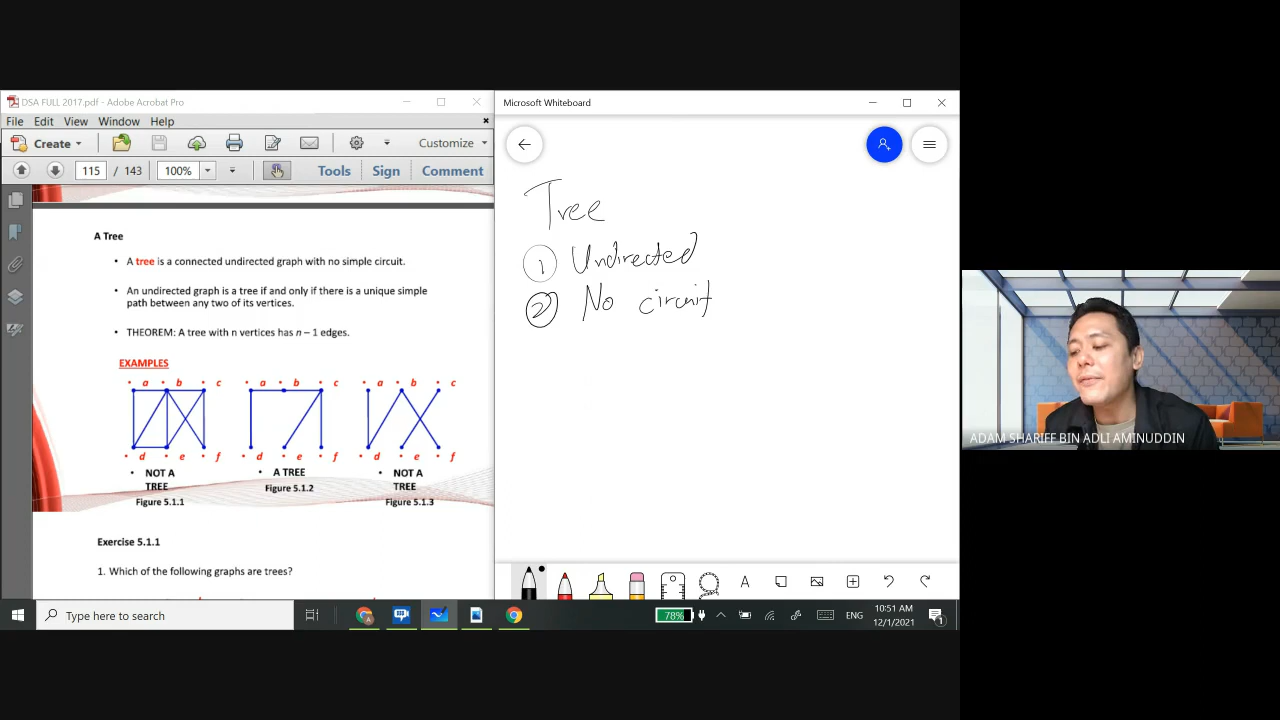 DSA FULL 2017.pdf - Adobe Acrobat Pro
File Edit View Window Help
Create
Customize
115 / 143 100% Tools Sign Comment
A Tree
• A tree is a connected undirected graph with no simple circuit.
• An undirected graph is a tree if and only if there is a unique simple
path between any two of its vertices.
• THEOREM: A tree with n vertices has n – 1 edges.
EXAMPLES
• a • b • c • a • b • c • a • b • c
• d • e • f • d • e • f • d • e • f
• NOT A
TREE
Figure 5.1.1
• A TREE
Figure 5.1.2
• NOT A
TREE
Figure 5.1.3
Exercise 5.1.1
1. Which of the following graphs are trees?
Microsoft Whiteboard
Tree
① Undirected
② No circuit
A
ADAM SHARIFF BIN ADLI AMINUDDIN
Type here to search
78%
ENG
10:51 AM
12/1/2021
1